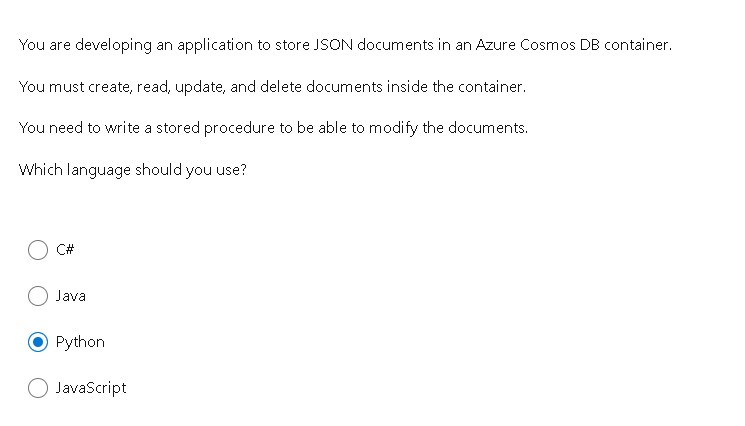 You are developing an application to store JSON documents in an Azure Cosmos DB container.
You must create, read, update, and delete documents inside the container.
You need to write a stored procedure to be able to modify the documents.
Which language should you use?
C#
Java
Python
JavaScript